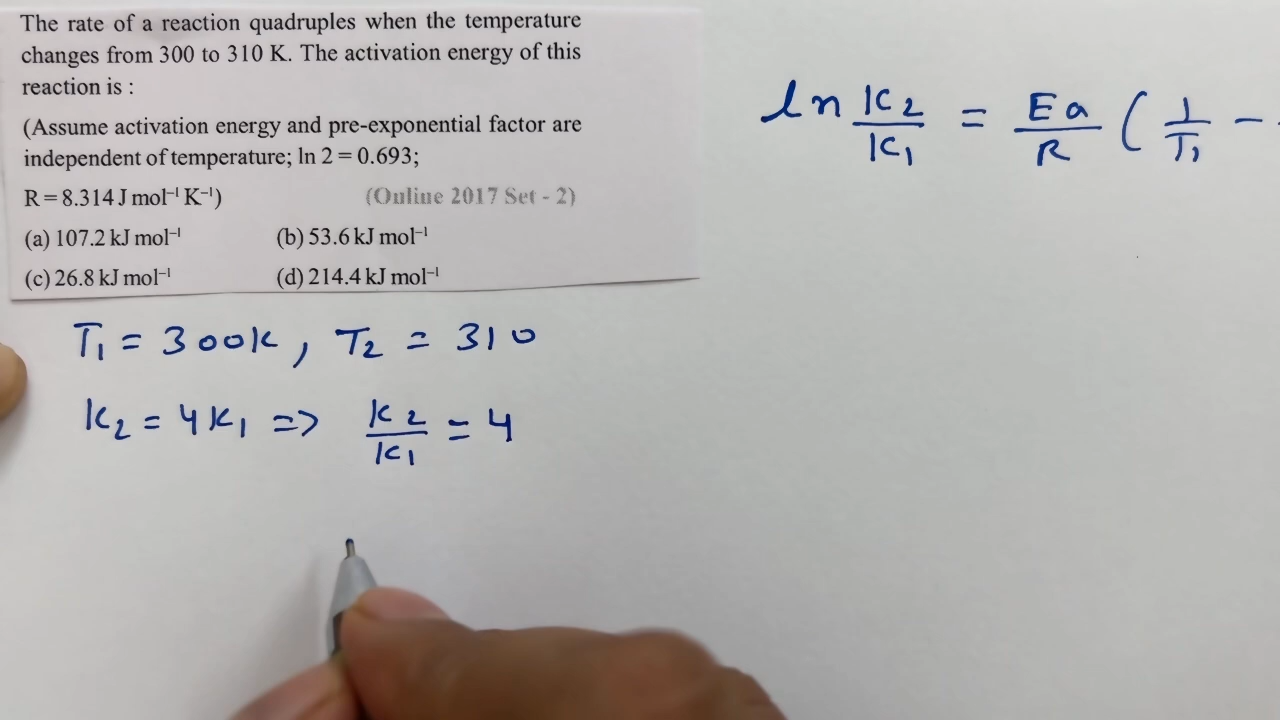 The rate of a reaction quadruples when the temperature
changes from 300 to 310 K. The activation energy of this
reaction is :
(Assume activation energy and pre-exponential factor are
independent of temperature; ln 2 = 0.693;
R = 8.314 J mol⁻¹ K⁻¹) (Online 2017 Set - 2)
(a) 107.2 kJ mol⁻¹ (b) 53.6 kJ mol⁻¹
(c) 26.8 kJ mol⁻¹ (d) 214.4 kJ mol⁻¹
T₁ = 300K, T₂ = 310
K₂ = 4K₁ => K₂/K₁ = 4
ln K₂/K₁ = Ea/R ( 1/T₁ -